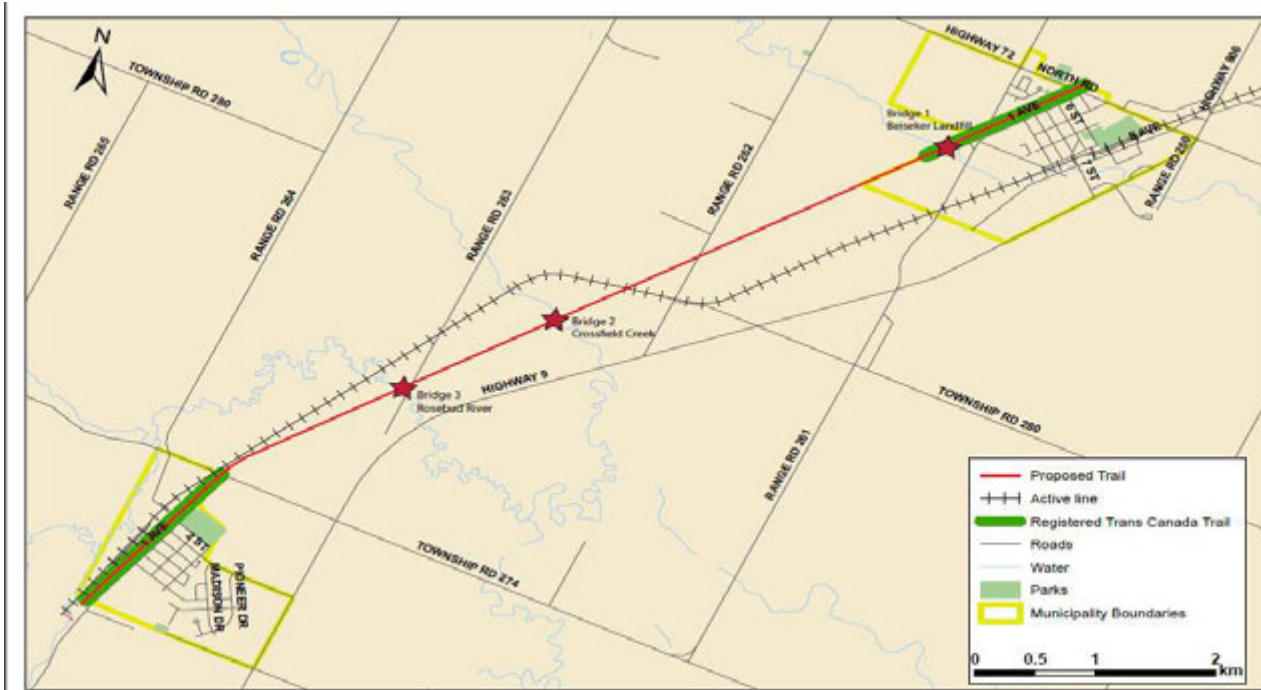 N
HIGHWAY 72
TOWNSHIP RD 280
NORTH RD
HIGHWAY 806
Bridge 1
Beiseker Landfill
1 AVE
6 ST
8 AVE
7 ST
RANGE RD 260
RANGE RD 265
RANGE RD 264
RANGE RD 263
RANGE RD 262
Bridge 2
Crossfield Creek
HIGHWAY 9
Bridge 3
Rosebud River
TOWNSHIP RD 280
RANGE RD 261
1 AVE
2 ST
TOWNSHIP RD 274
PIONEER DR
MADISON DR
Proposed Trail
Active line
Registered Trans Canada Trail
Roads
Water
Parks
Municipality Boundaries
0 0.5 1 2
km